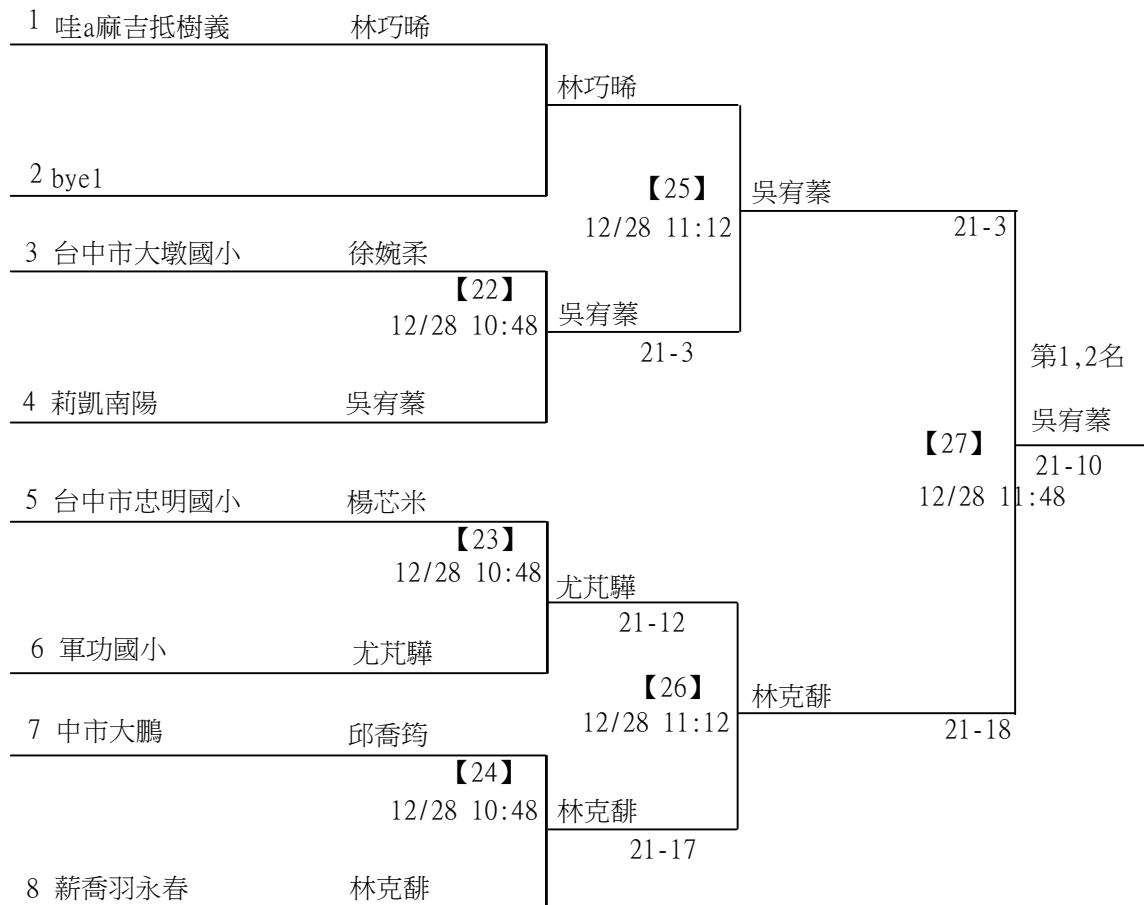 1 哇a麻吉抵樹義 林巧晞
林巧晞
2 bye1
【25】
吳宥蓁
12/28 11:12
21-3
3 台中市大墩國小 徐婉柔
【22】
12/28 10:48
吳宥蓁
21-3
第1,2名
4 莉凱南陽 吳宥蓁
吳宥蓁
【27】
21-10
12/28 11:48
5 台中市忠明國小 楊芯米
【23】
12/28 10:48
尤芃驊
21-12
6 軍功國小 尤芃驊
【26】
林克馡
12/28 11:12
21-18
7 中市大鵬 邱喬筠
【24】
12/28 10:48
林克馡
21-17
8 薪喬羽永春 林克馡